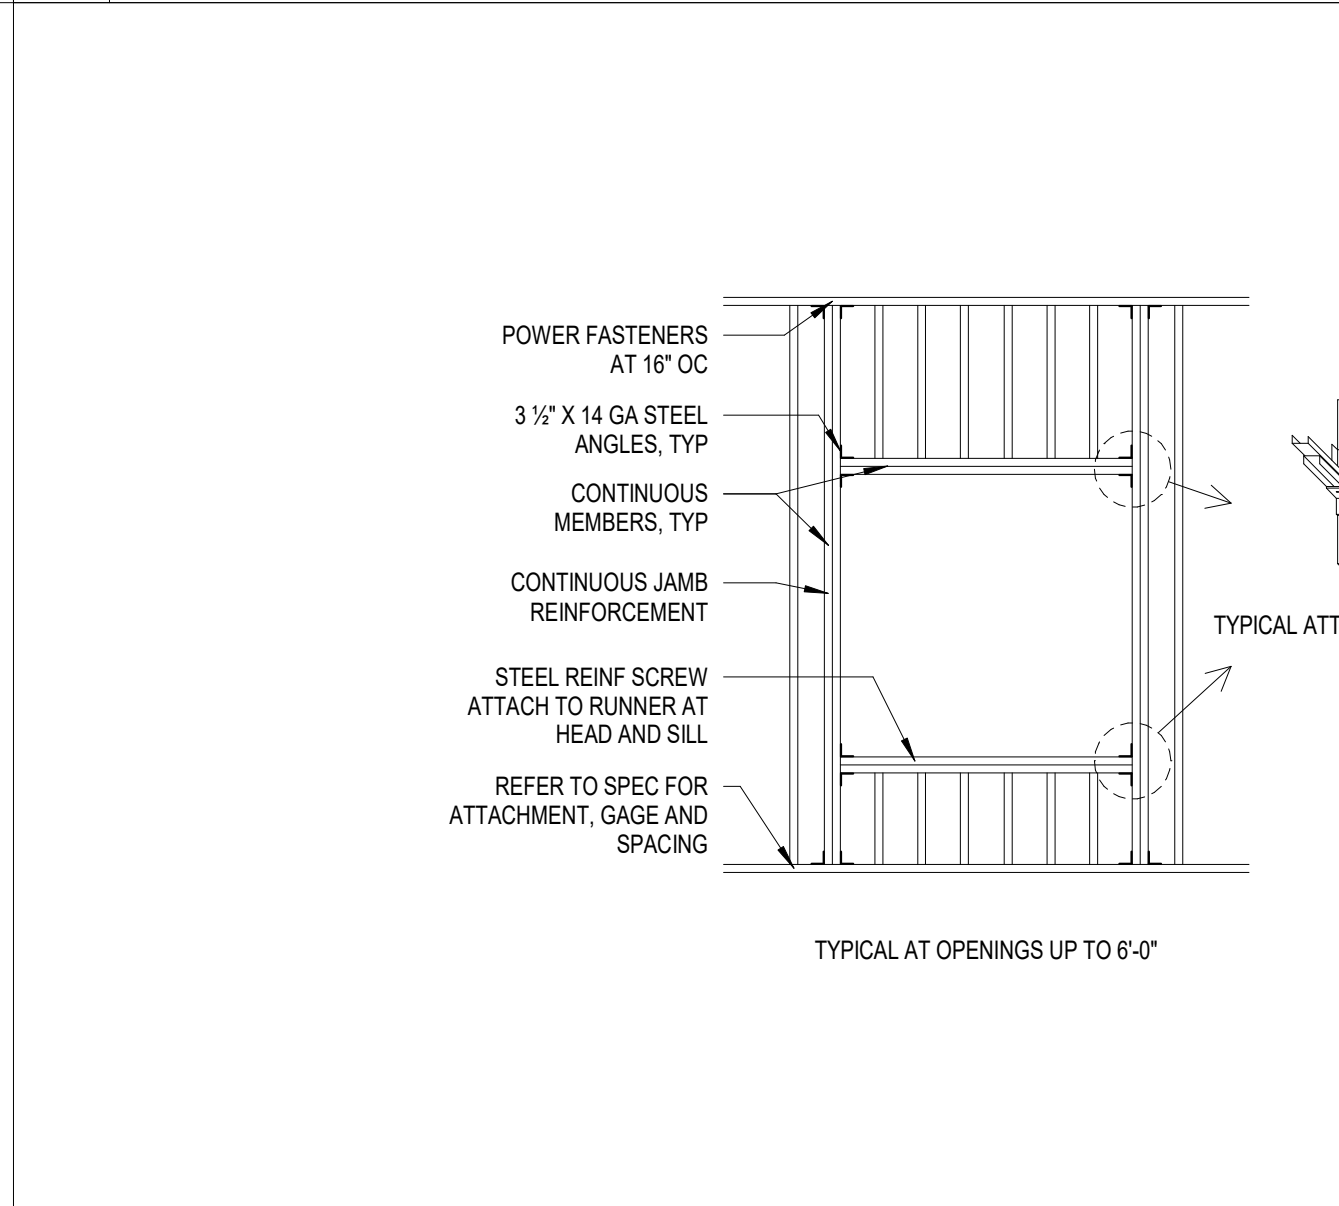 POWER FASTENERS
AT 16" OC
3 ½" X 14 GA STEEL
ANGLES, TYP
CONTINUOUS
MEMBERS, TYP
CONTINUOUS JAMB
REINFORCEMENT
TYPICAL ATT
STEEL REINF SCREW
ATTACH TO RUNNER AT
HEAD AND SILL
REFER TO SPEC FOR
ATTACHMENT, GAGE AND
SPACING
TYPICAL AT OPENINGS UP TO 6'-0"